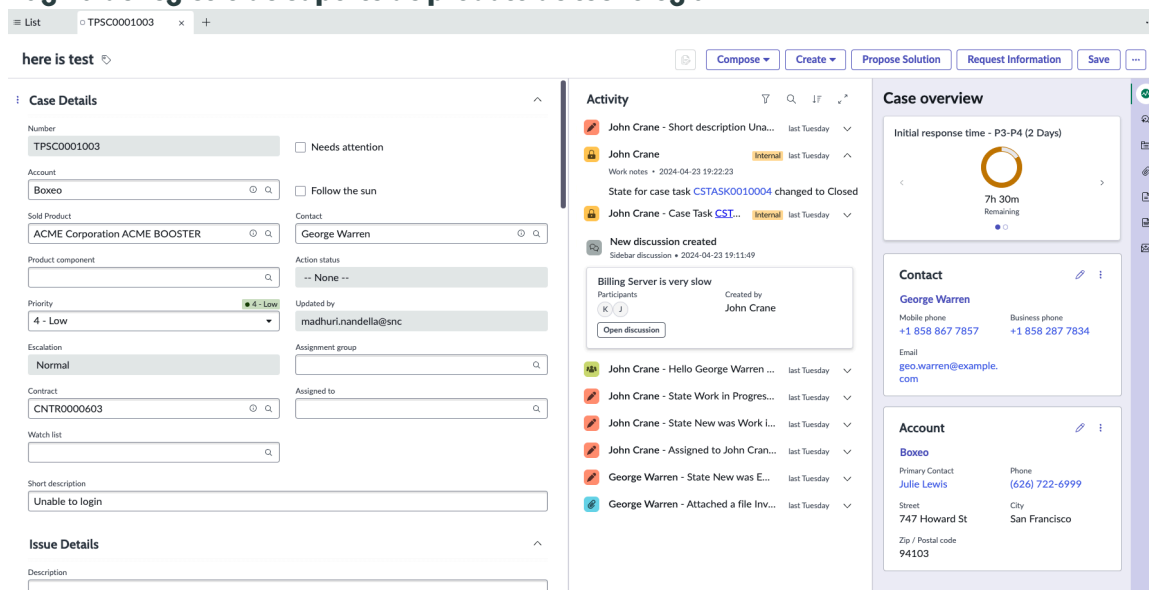 List
TPSC0001003
here is test
Compose
Create
Propose Solution
Request Information
Save
Case Details
Number
TPSC0001003
Needs attention
Account
Boxeo
Follow the sun
Sold Product
ACME Corporation ACME BOOSTER
Contact
George Warren
Product component
Action status
-- None --
Priority
4 - Low
4 - Low
Updated by
madhuri.nandella@snc
Escalation
Normal
Assignment group
Contract
CNTR0000603
Assigned to
Watch list
Short description
Unable to login
Issue Details
Description
Activity
John Crane - Short description Una... last Tuesday
John Crane Internal last Tuesday
Work notes • 2024-04-23 19:22:23
State for case task CSTASK0010004 changed to Closed
John Crane - Case Task CST... Internal last Tuesday
New discussion created
Sidebar discussion • 2024-04-23 19:11:49
Billing Server is very slow
Participants
K J
Created by
John Crane
Open discussion
John Crane - Hello George Warren ... last Tuesday
John Crane - State Work in Progres... last Tuesday
John Crane - State New was Work i... last Tuesday
John Crane - Assigned to John Cran... last Tuesday
George Warren - State New was E... last Tuesday
George Warren - Attached a file Inv... last Tuesday
Case overview
Initial response time - P3-P4 (2 Days)
7h 30m
Remaining
Contact
George Warren
Mobile phone
+1 858 867 7857
Business phone
+1 858 287 7834
Email
geo.warren@example.
com
Account
Boxeo
Primary Contact
Julie Lewis
Phone
(626) 722-6999
Street
747 Howard St
City
San Francisco
Zip / Postal code
94103